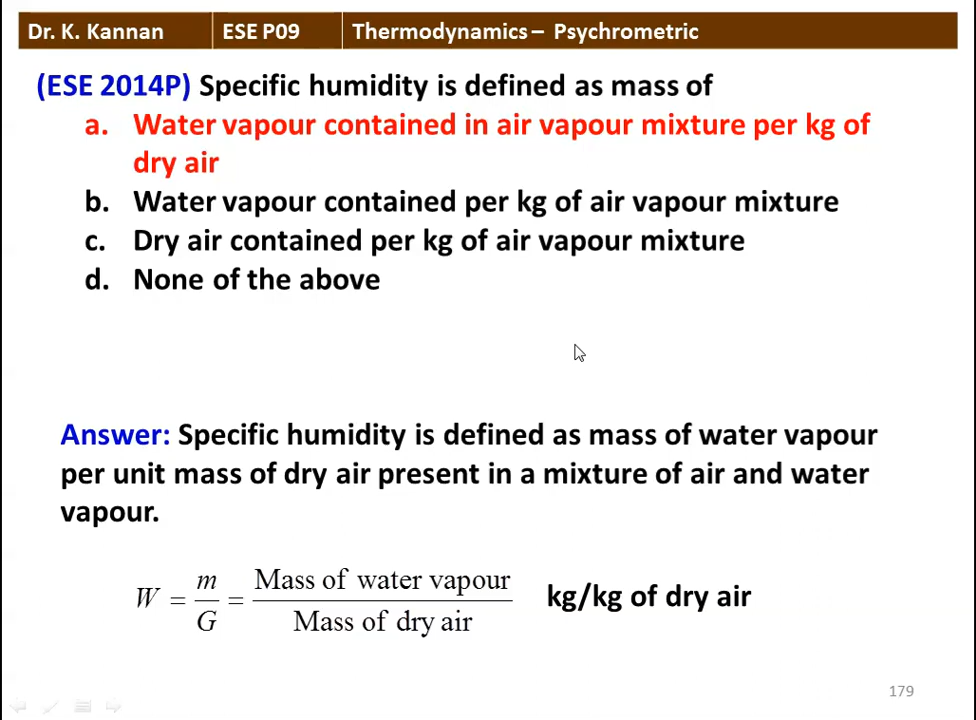 Dr. K. Kannan ESE P09 Thermodynamics – Psychrometric
(ESE 2014P) Specific humidity is defined as mass of
a. Water vapour contained in air vapour mixture per kg of
dry air
b. Water vapour contained per kg of air vapour mixture
c. Dry air contained per kg of air vapour mixture
d. None of the above
Answer: Specific humidity is defined as mass of water vapour
per unit mass of dry air present in a mixture of air and water
vapour.
W = m/G = Mass of water vapour / Mass of dry air kg/kg of dry air
179